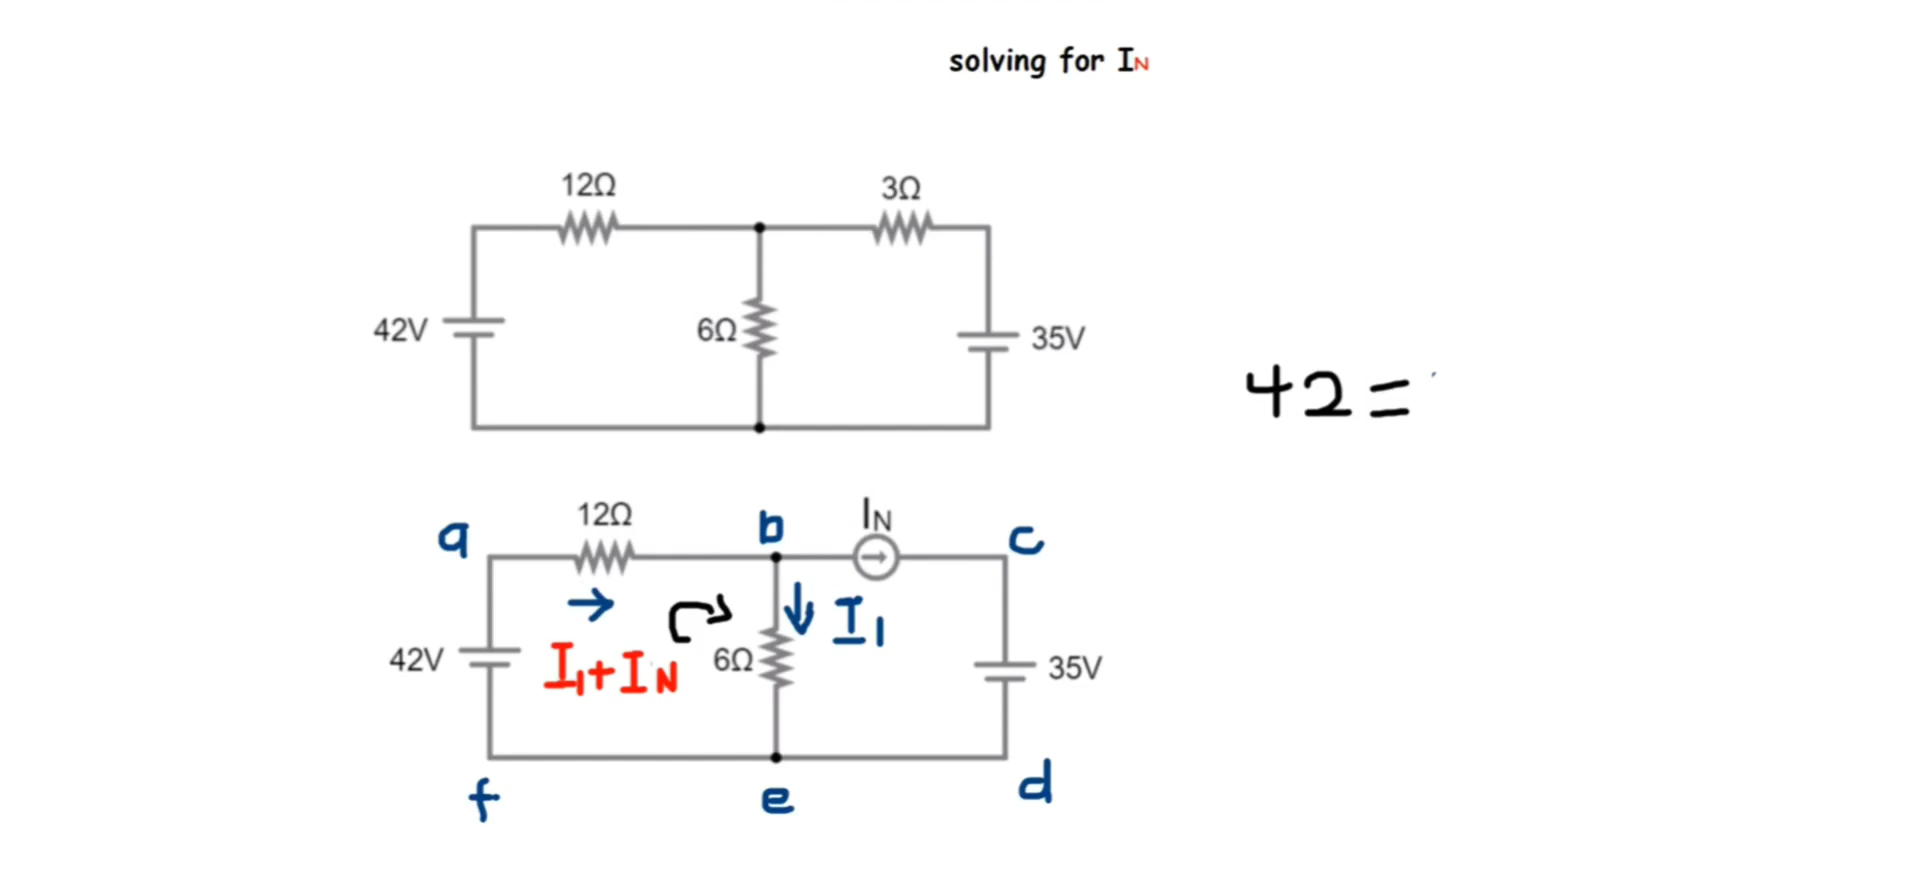 solving for IN
12Ω
3Ω
42V
6Ω
35V
42=
12Ω
IN
a
b
c
I1
42V
I1+IN
6Ω
35V
f
e
d